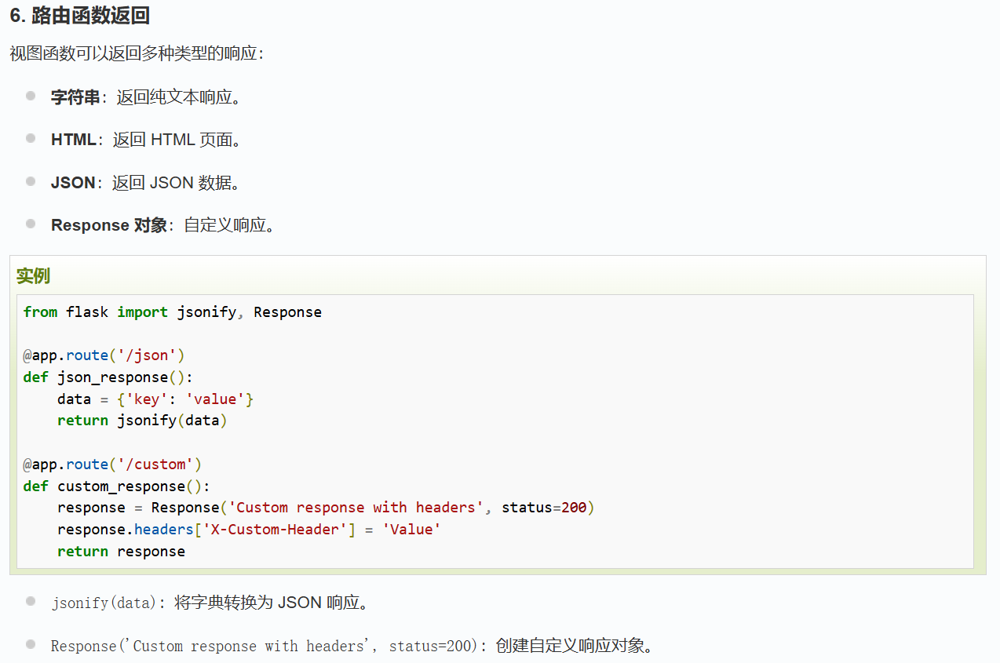 6. 路由函数返回
视图函数可以返回多种类型的响应：
字符串：返回纯文本响应。
HTML：返回 HTML 页面。
JSON：返回 JSON 数据。
Response 对象：自定义响应。
实例
from flask import jsonify, Response
@app.route('/json')
def json_response():
    data = {'key': 'value'}
    return jsonify(data)
@app.route('/custom')
def custom_response():
    response = Response('Custom response with headers', status=200)
    response.headers['X-Custom-Header'] = 'Value'
    return response
jsonify(data)：将字典转换为 JSON 响应。
Response('Custom response with headers', status=200)：创建自定义响应对象。